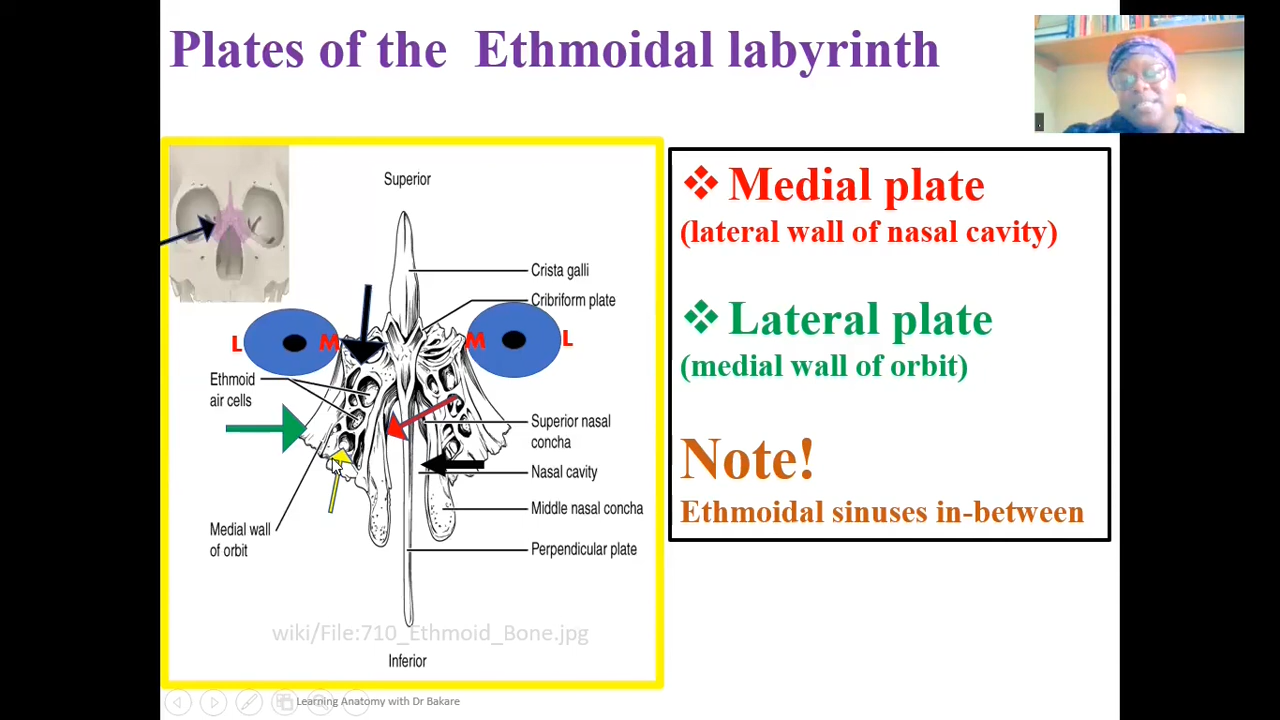 Plates of the Ethmoidal labyrinth
Superior
Crista galli
Cribriform plate
L
M
M
L
Ethmoid
air cells
Superior nasal
concha
Nasal cavity
Middle nasal concha
Medial wall
of orbit
Perpendicular plate
wiki/File:710_Ethmoid_Bone.jpg
Inferior
❖ Medial plate
(lateral wall of nasal cavity)
❖ Lateral plate
(medial wall of orbit)
Note!
Ethmoidal sinuses in-between
Learning Anatomy with Dr Bakare